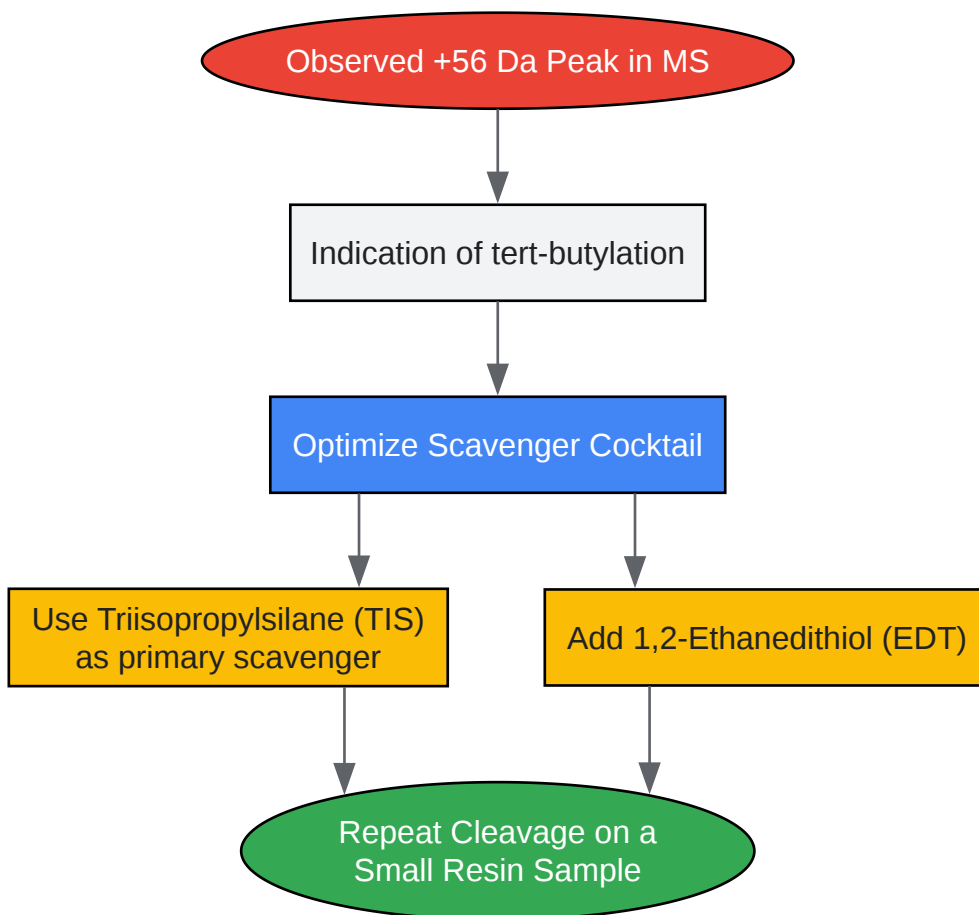 Observed +56 Da Peak in MS
Indication of tert-butylation
Optimize Scavenger Cocktail
Use Triisopropylsilane (TIS)
as primary scavenger
Add 1,2-Ethanedithiol (EDT)
Repeat Cleavage on a
Small Resin Sample